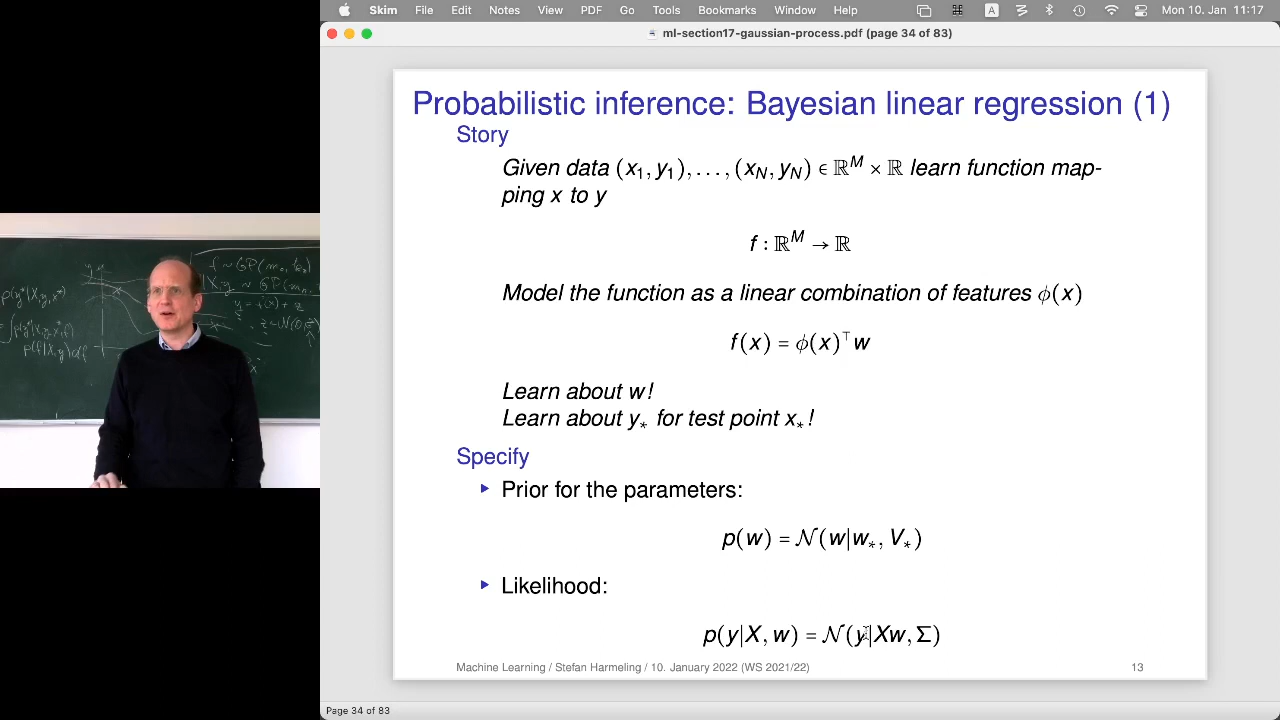 Skim File Edit Notes View PDF Go Tools Bookmarks Window Help A Mon 10. Jan 11:17
ml-section17-gaussian-process.pdf (page 34 of 83)
Probabilistic inference: Bayesian linear regression (1)
Story
Given data (x₁, y₁), . . . , (x_N, y_N) ∈ ℝᴹ × ℝ learn function map-
ping x to y
f : ℝᴹ → ℝ
Model the function as a linear combination of features ϕ(x)
f(x) = ϕ(x)ᵀw
Learn about w!
Learn about y⁎ for test point x⁎!
Specify
▸ Prior for the parameters:
p(w) = 𝒩(w|w⁎, V⁎)
▸ Likelihood:
p(y|X, w) = 𝒩(y|Xw, Σ)
Machine Learning / Stefan Harmeling / 10. January 2022 (WS 2021/22) 13
Page 34 of 83